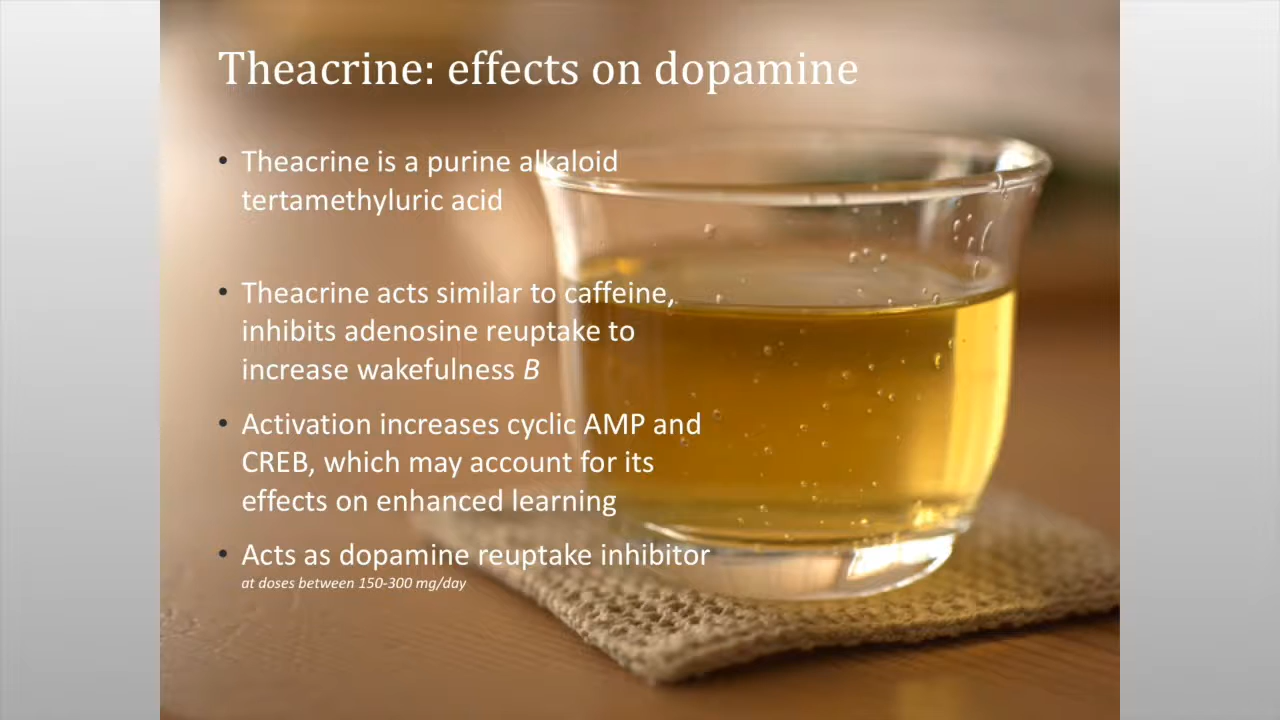 Theacrine: effects on dopamine
• Theacrine is a purine alkaloid
tertamethyluric acid
• Theacrine acts similar to caffeine,
inhibits adenosine reuptake to
increase wakefulness B
• Activation increases cyclic AMP and
CREB, which may account for its
effects on enhanced learning
• Acts as dopamine reuptake inhibitor
at doses between 150-300 mg/day